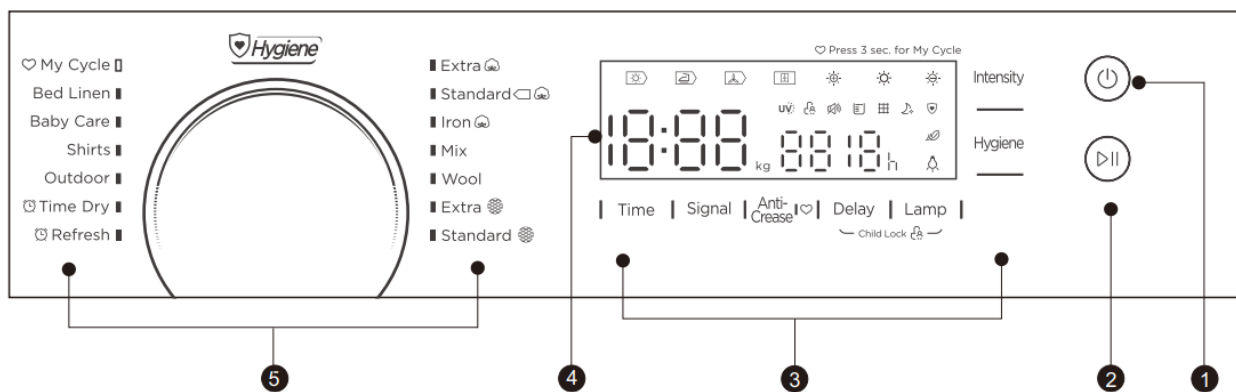 Hygiene
My Cycle
Bed Linen
Baby Care
Shirts
Outdoor
Time Dry
Refresh
Extra
Standard
Iron
Mix
Wool
Extra
Standard
Press 3 sec. for My Cycle
UV
18:88
kg
8818
h
Intensity
Hygiene
Time
Signal
Anti-
Crease
Delay
Lamp
Child Lock
5
4
3
2
1